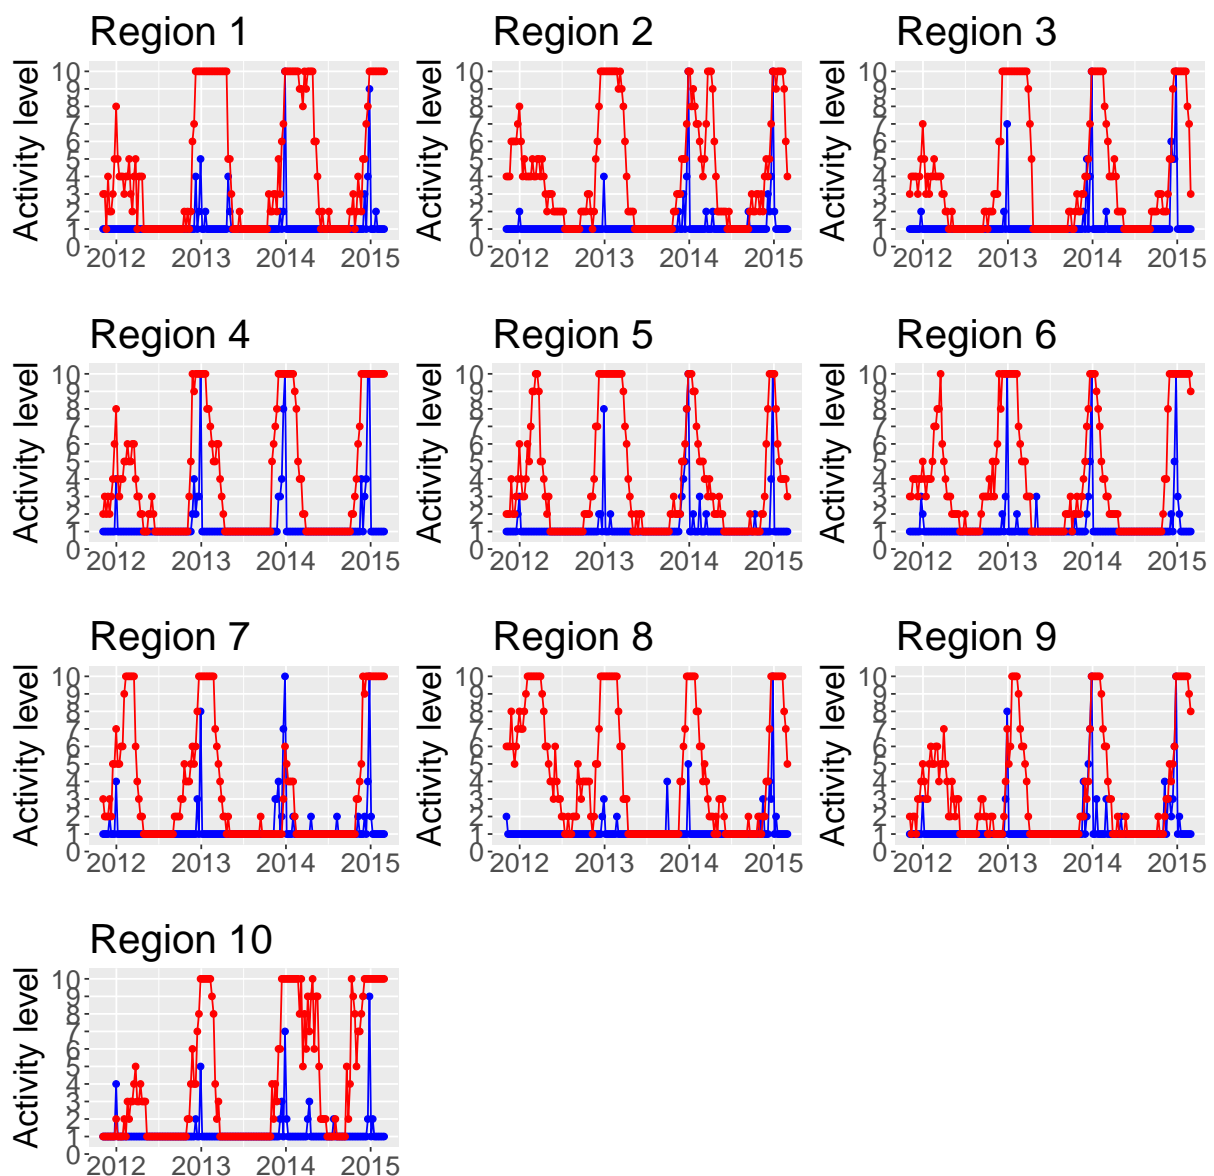 Region 1 Region 2 Region 3
Activity level 10 9 8 7 6 5 4 3 2 1 0 Activity level 10 9 8 7 6 5 4 3 2 1 0 Activity level 10 9 8 7 6 5 4 3 2 1 0
2012 2013 2014 2015 2012 2013 2014 2015 2012 2013 2014 2015
Region 4 Region 5 Region 6
Activity level 10 9 8 7 6 5 4 3 2 1 0 Activity level 10 9 8 7 6 5 4 3 2 1 0 Activity level 10 9 8 7 6 5 4 3 2 1 0
2012 2013 2014 2015 2012 2013 2014 2015 2012 2013 2014 2015
Region 7 Region 8 Region 9
Activity level 10 9 8 7 6 5 4 3 2 1 0 Activity level 10 9 8 7 6 5 4 3 2 1 0 Activity level 10 9 8 7 6 5 4 3 2 1 0
2012 2013 2014 2015 2012 2013 2014 2015 2012 2013 2014 2015
Region 10
Activity level 10 9 8 7 6 5 4 3 2 1 0
2012 2013 2014 2015